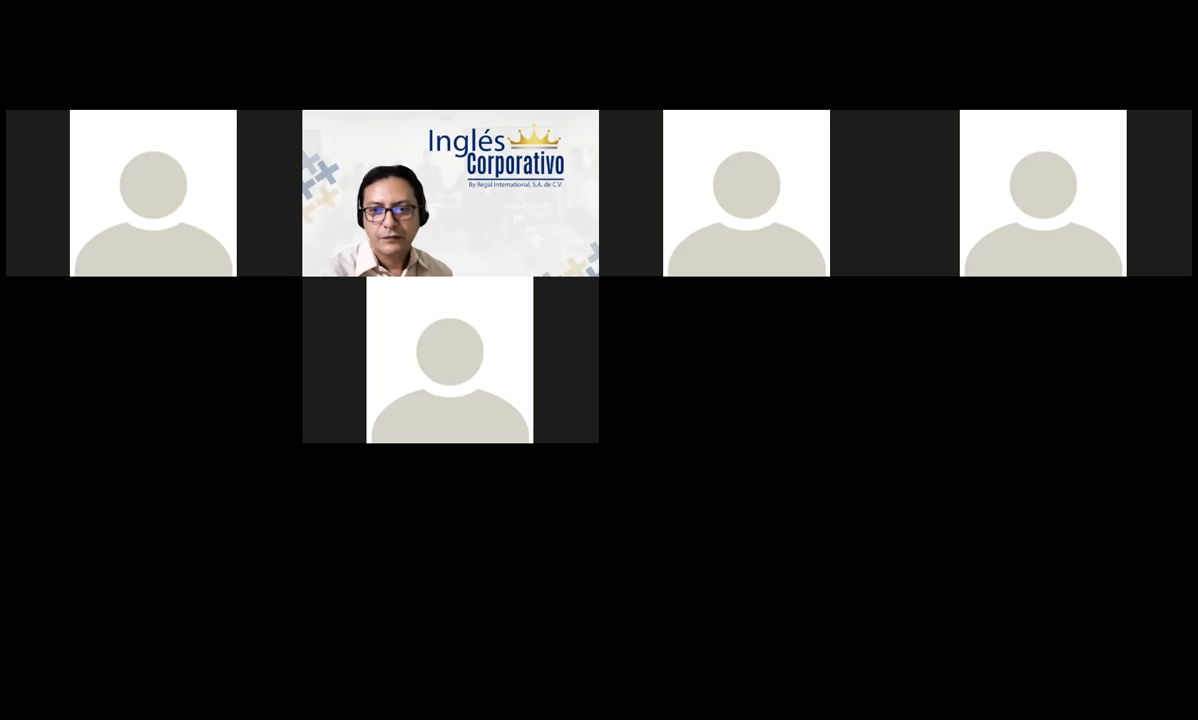 Inglés
Corporativo
By Regal International, S.A. de C.V.